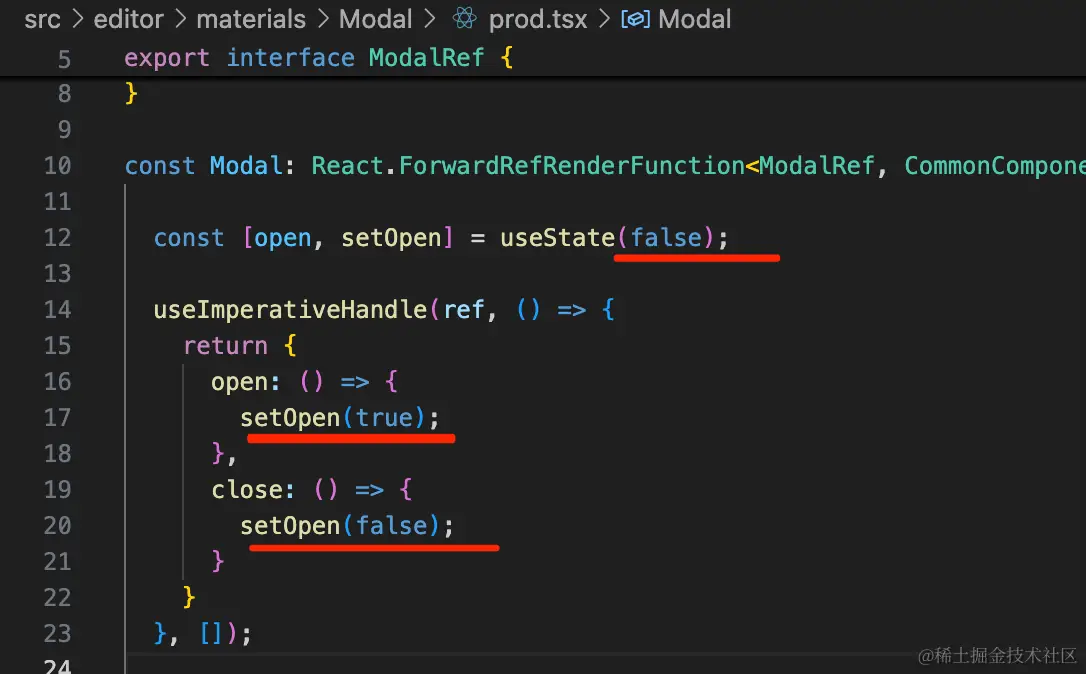 src > editor > materials > Modal > prod.tsx > Modal
5 export interface ModalRef {
8 }
9
10 const Modal: React.ForwardRefRenderFunction<ModalRef, CommonCompone
11
12 const [open, setOpen] = useState(false);
13
14 useImperativeHandle(ref, () => {
15 return {
16 open: () => {
17 setOpen(true);
18 },
19 close: () => {
20 setOpen(false);
21 }
22 }
23 }, []);
24
@稀土掘金技术社区